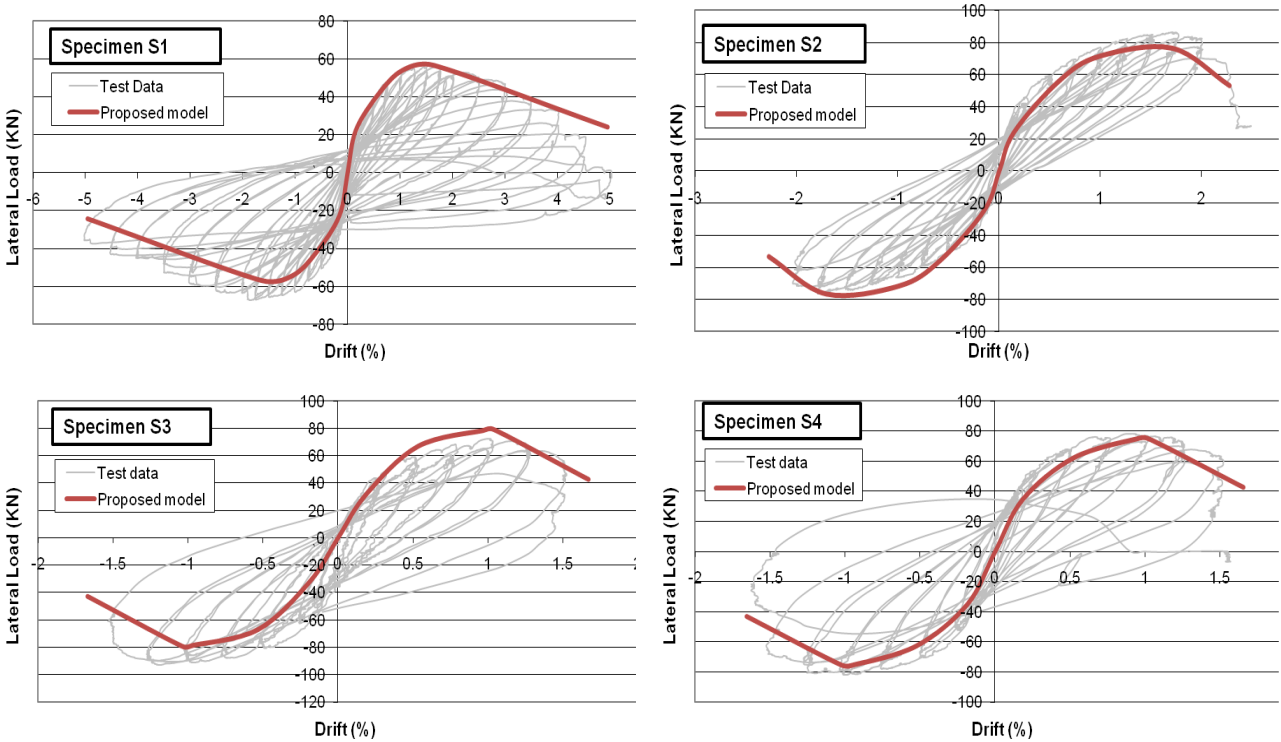 Specimen S1
Test Data
Proposed model
80
60
40
20
0
-20
-40
-60
-80
-6 -5 -4 -3 -2 -1 0 1 2 3 4 5
Lateral Load (KN)
Drift (%)
Specimen S2
Test Data
Proposed model
100
80
60
40
20
0
-20
-40
-60
-80
-100
-3 -2 -1 0 1 2
Lateral Load (KN)
Drift (%)
Specimen S3
Test data
Proposed model
100
80
60
40
20
0
-20
-40
-60
-80
-100
-120
-2 -1.5 -1 -0.5 0 0.5 1 1.5
Lateral Load (KN)
Drift (%)
Specimen S4
Test data
Proposed model
100
80
60
40
20
0
-20
-40
-60
-80
-100
-2 -1.5 -1 -0.5 0 0.5 1 1.5
Lateral Load (KN)
Drift (%)